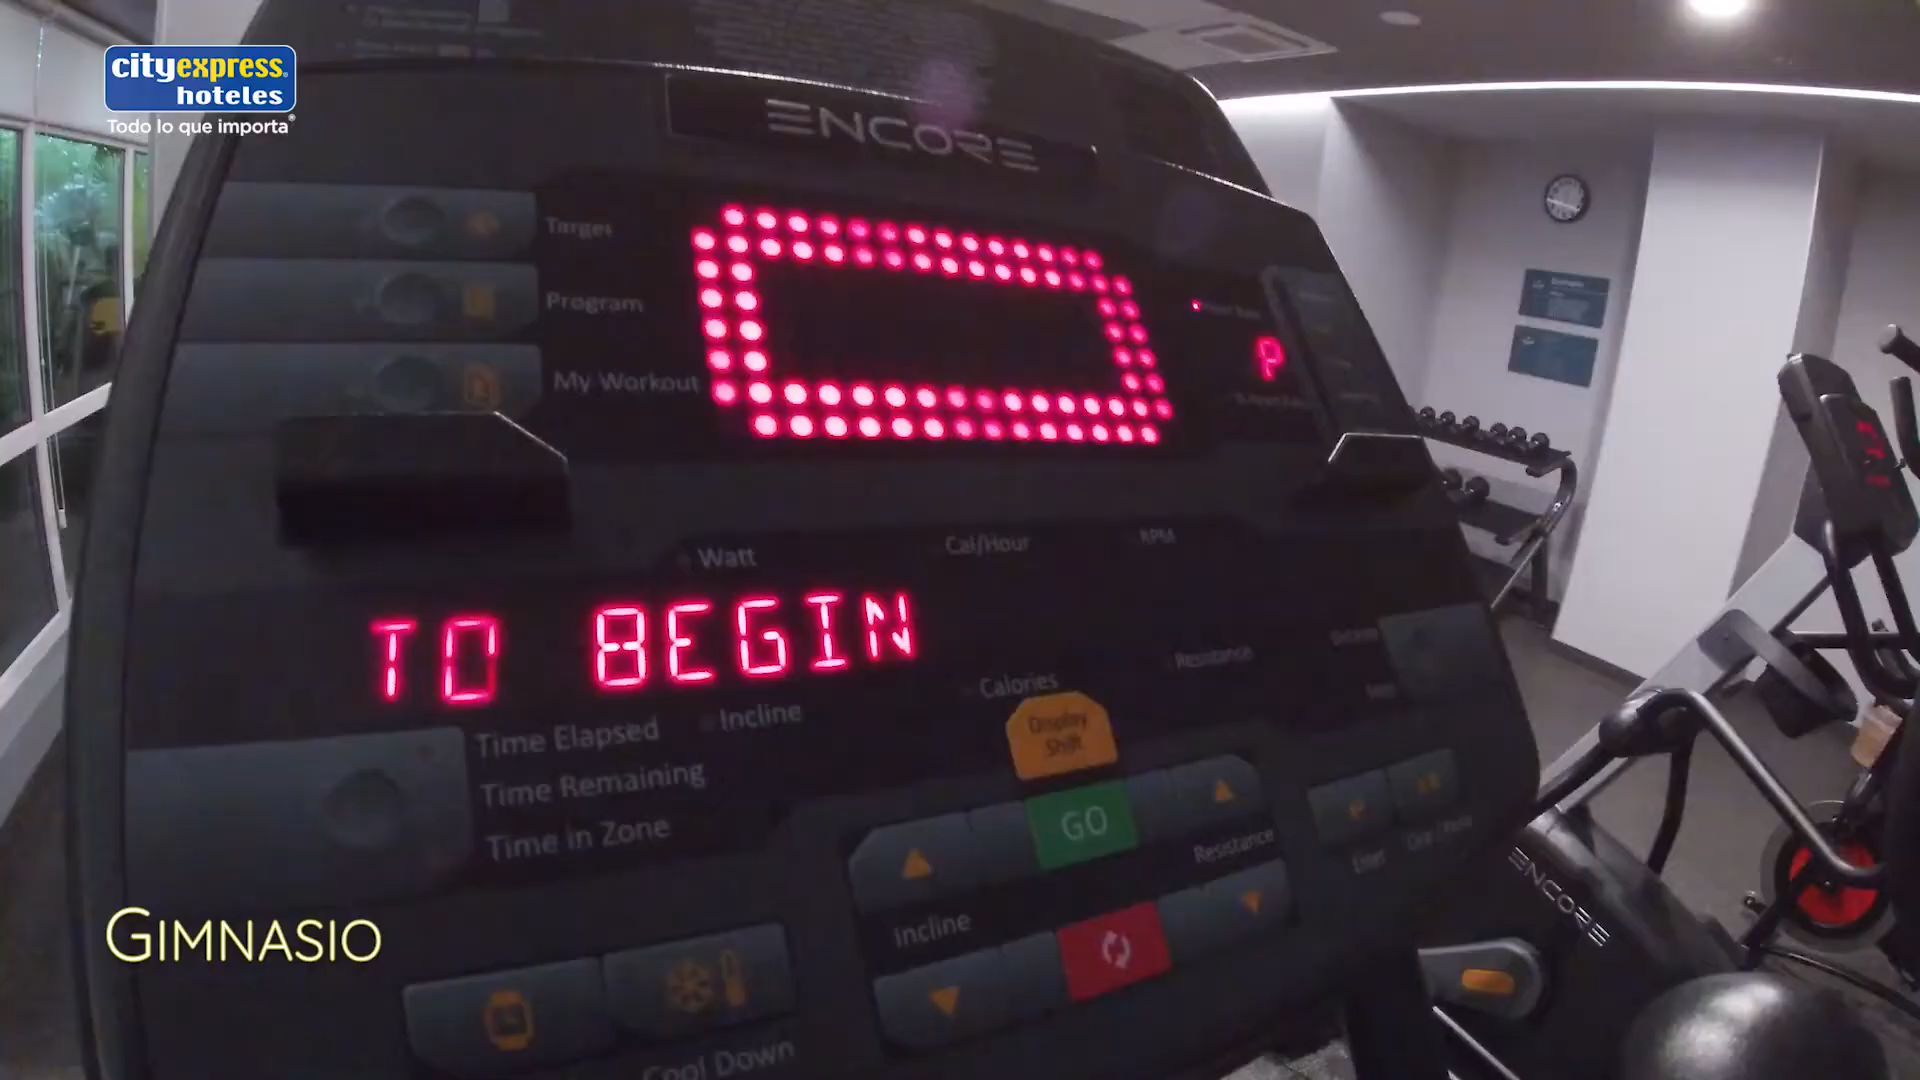 cityexpress
hoteles
Todo lo que importa
ENCORE
Target
Program
My Workout
P
Watt
Cal/Hour
RPM
TO BEGIN
Resistance
Calories
Time Elapsed
Incline
Display
Shift
Time Remaining
GO
Time in Zone
Resistance
Enter
Incline
ENCORE
GIMNASIO
Cool Down